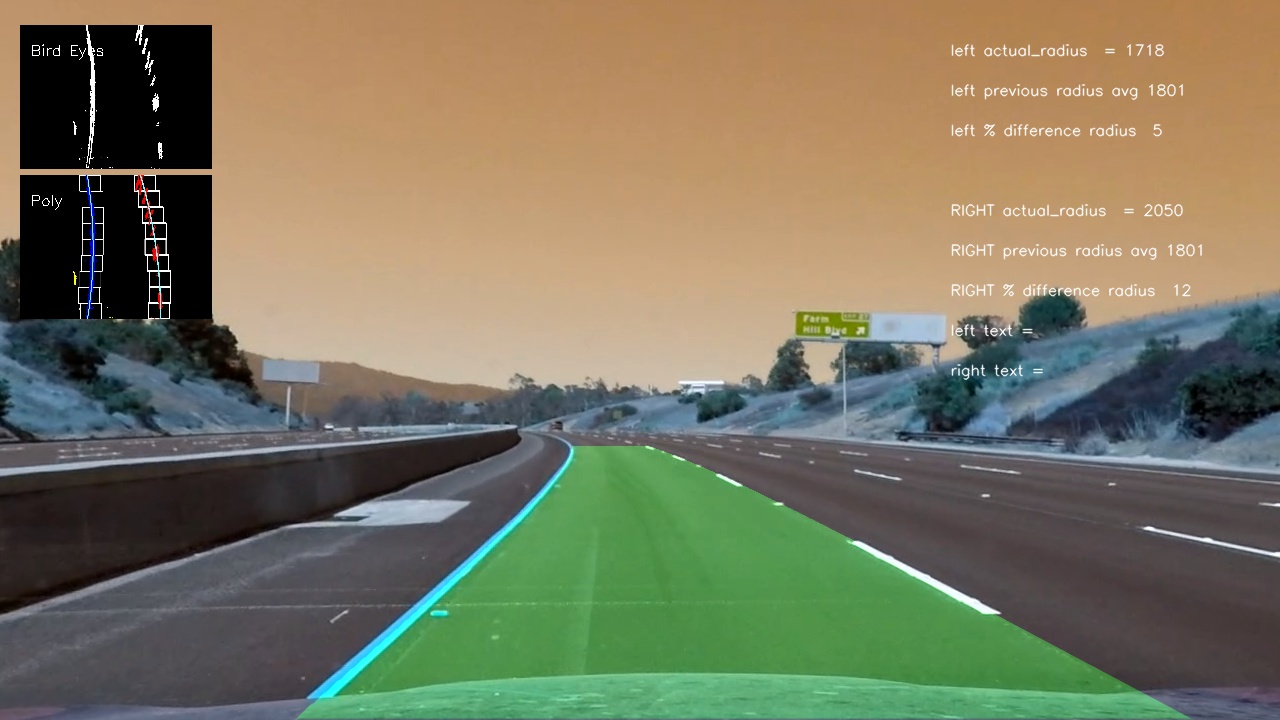 Bird Eyes
Poly
left actual_radius = 1718
left previous radius avg 1801
left % difference radius 5
RIGHT actual_radius = 2050
RIGHT previous radius avg 1801
RIGHT % difference radius 12
left text =
right text =
Farm
Hill Blvd